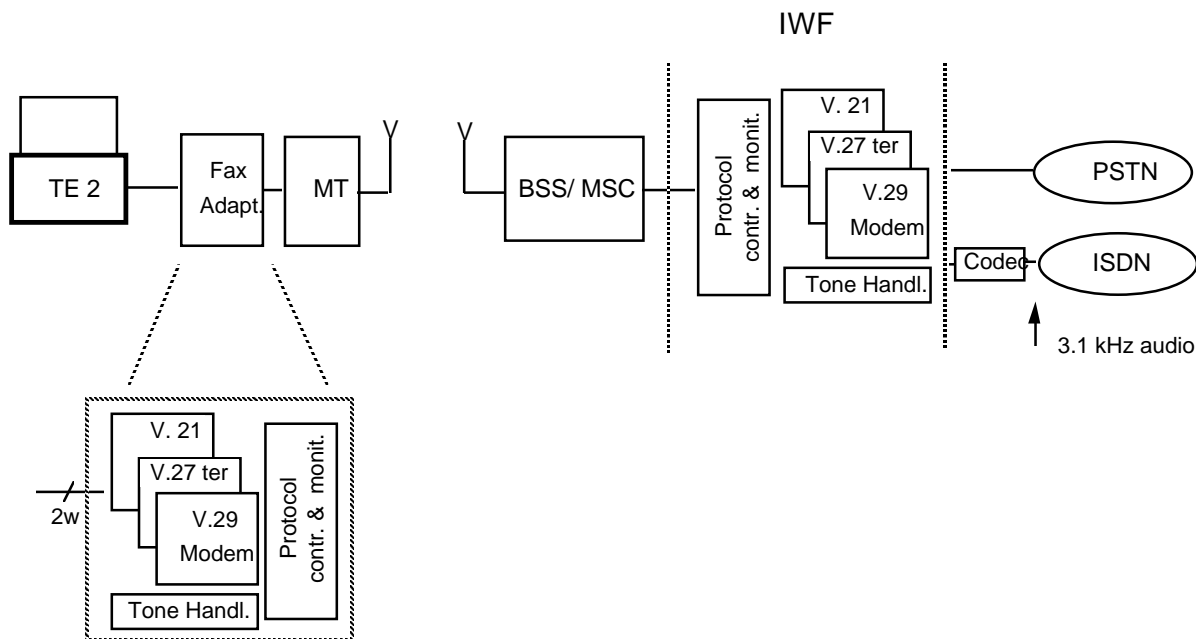 IWF
TE 2
Fax
Adapt.
MT
BSS/ MSC
Protocol
contr. & monit.
V. 21
V.27 ter
V.29
Modem
Tone Handl.
PSTN
Codec
ISDN
3.1 kHz audio
2w
V. 21
V.27 ter
V.29
Modem
Tone Handl.
Protocol
contr. & monit.